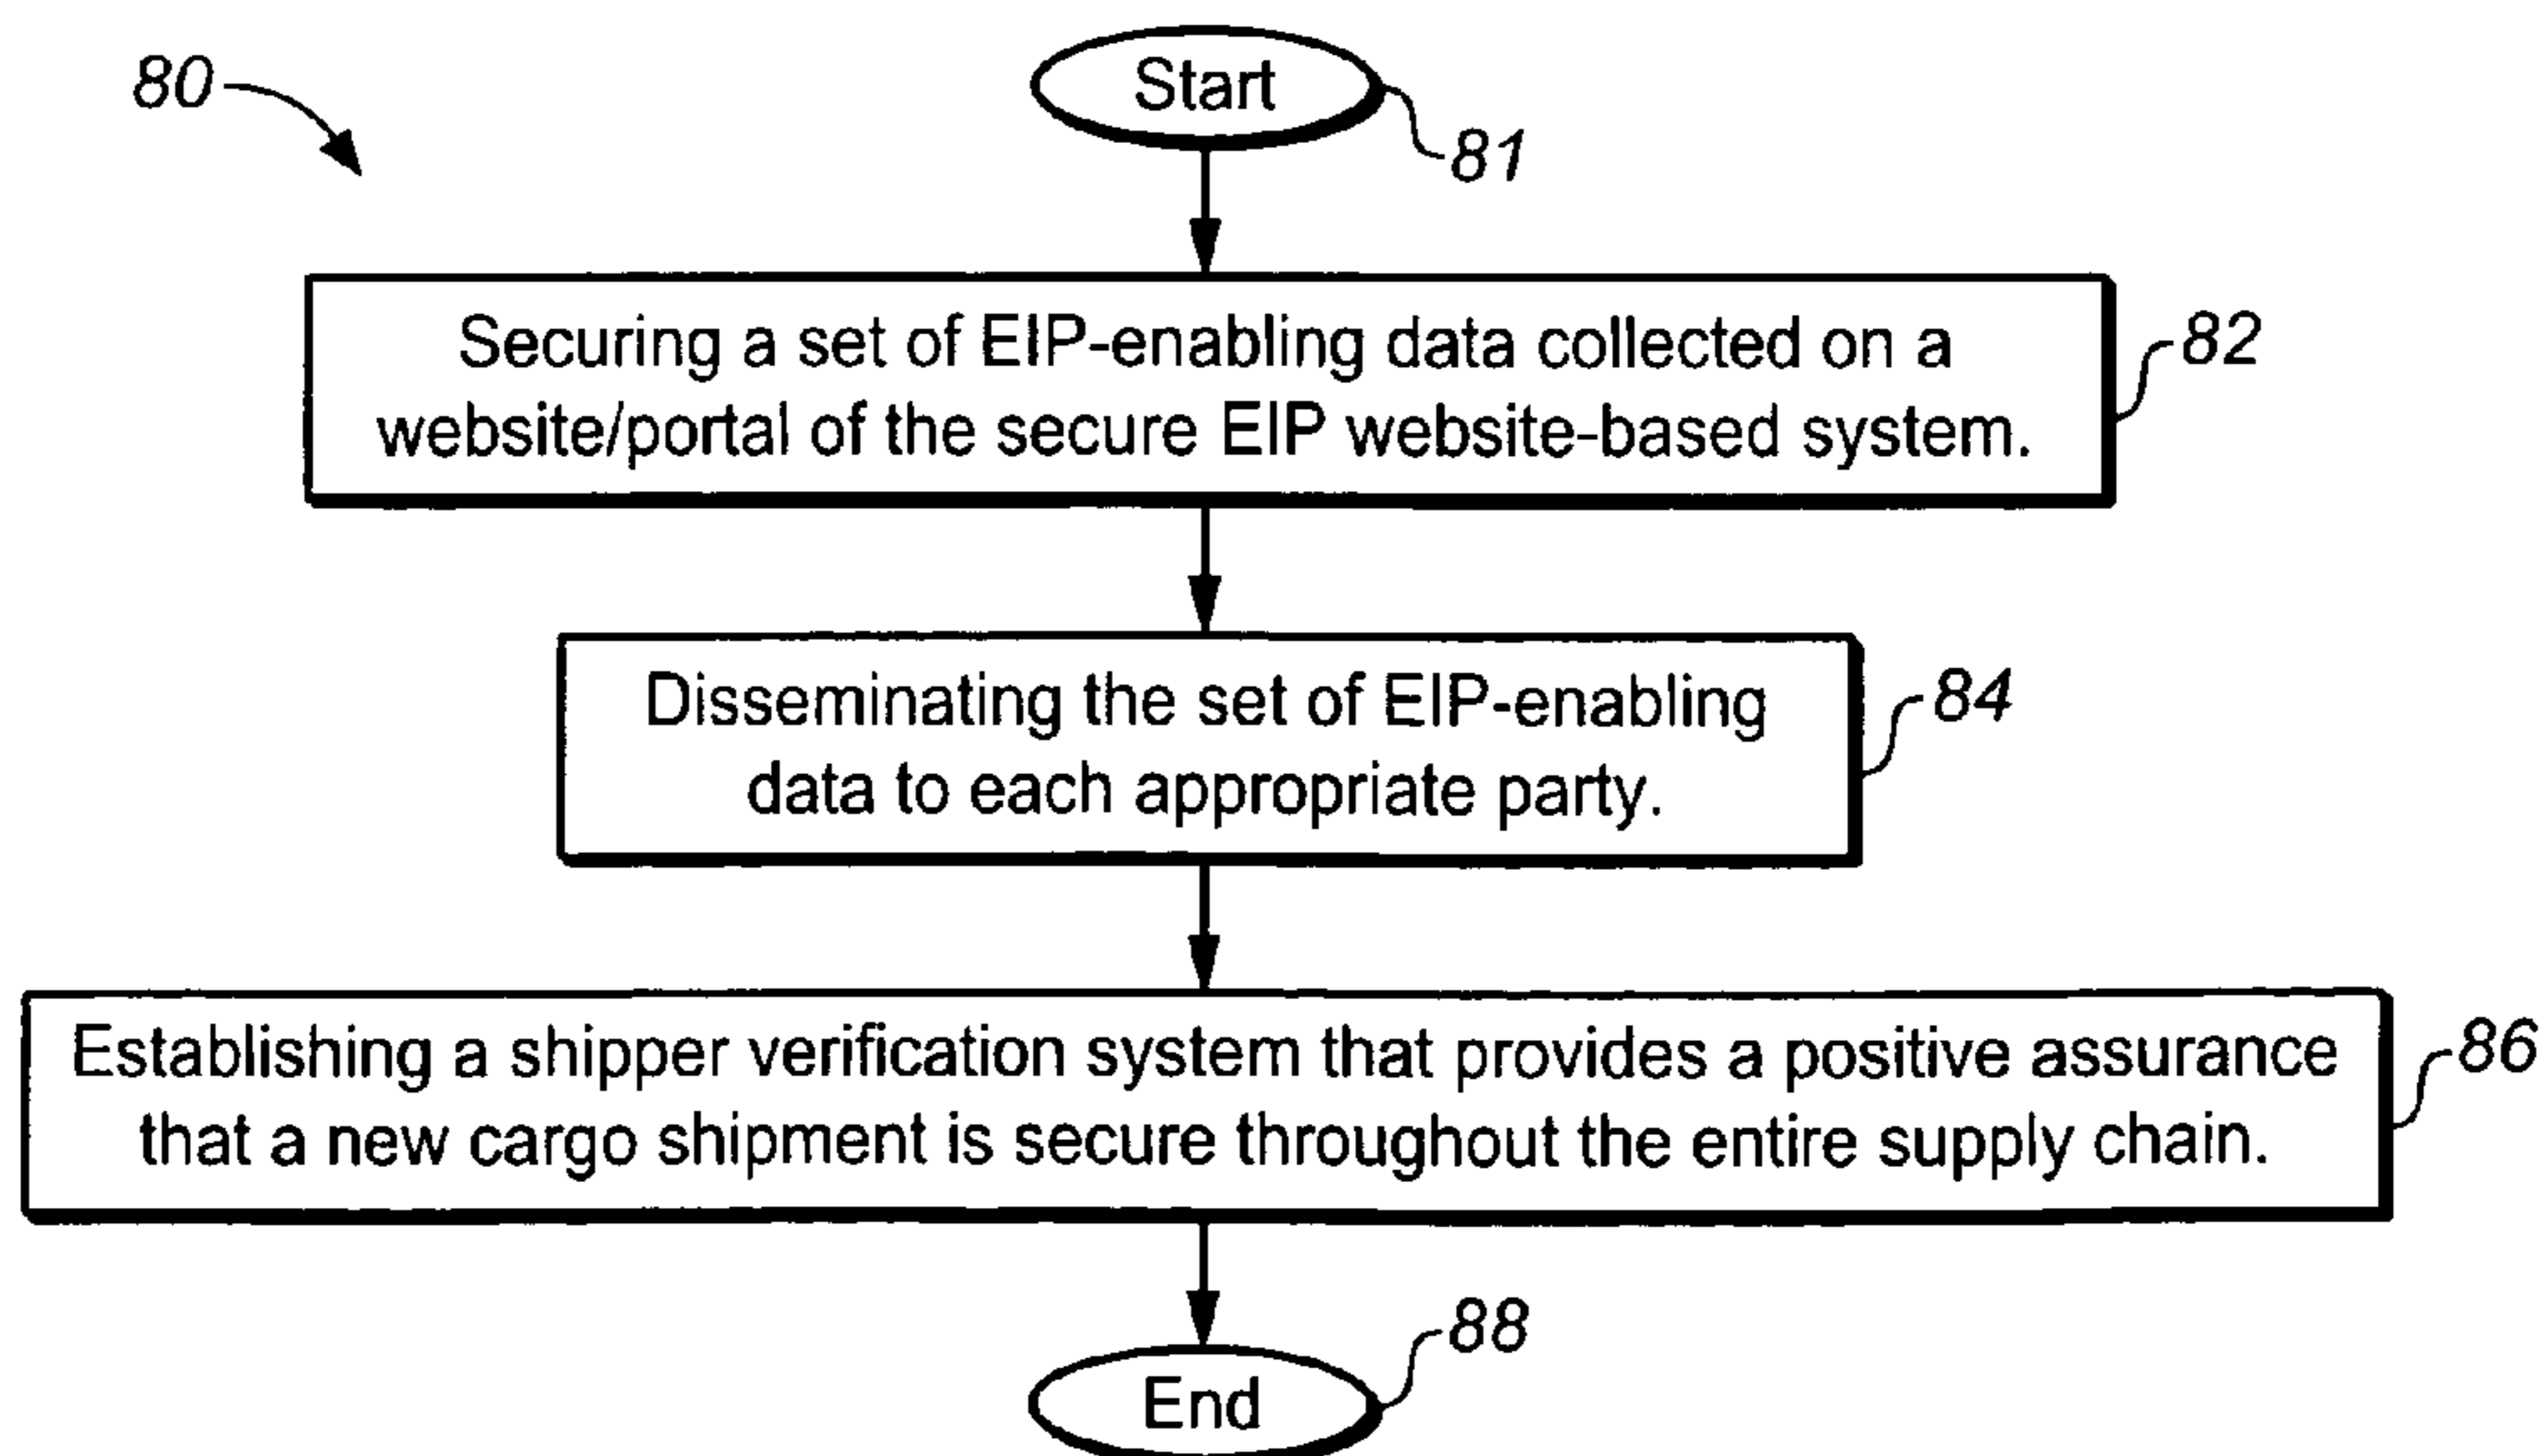 80
Start
81
Securing a set of EIP-enabling data collected on a
website/portal of the secure EIP website-based system.
82
Disseminating the set of EIP-enabling
data to each appropriate party.
84
Establishing a shipper verification system that provides a positive assurance
that a new cargo shipment is secure throughout the entire supply chain.
86
88
End